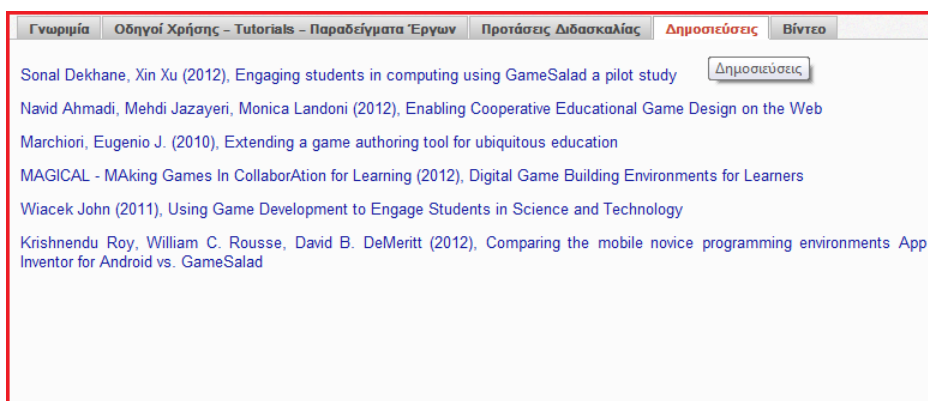 Γνωριμία Οδηγοί Χρήσης – Tutorials – Παραδείγματα Έργων Προτάσεις Διδασκαλίας Δημοσιεύσεις Βίντεο
Δημοσιεύσεις
Sonal Dekhane, Xin Xu (2012), Engaging students in computing using GameSalad a pilot study
Navid Ahmadi, Mehdi Jazayeri, Monica Landoni (2012), Enabling Cooperative Educational Game Design on the Web
Marchiori, Eugenio J. (2010), Extending a game authoring tool for ubiquitous education
MAGICAL - MAking Games In CollaborAtion for Learning (2012), Digital Game Building Environments for Learners
Wiacek John (2011), Using Game Development to Engage Students in Science and Technology
Krishnendu Roy, William C. Rousse, David B. DeMeritt (2012), Comparing the mobile novice programming environments App
Inventor for Android vs. GameSalad